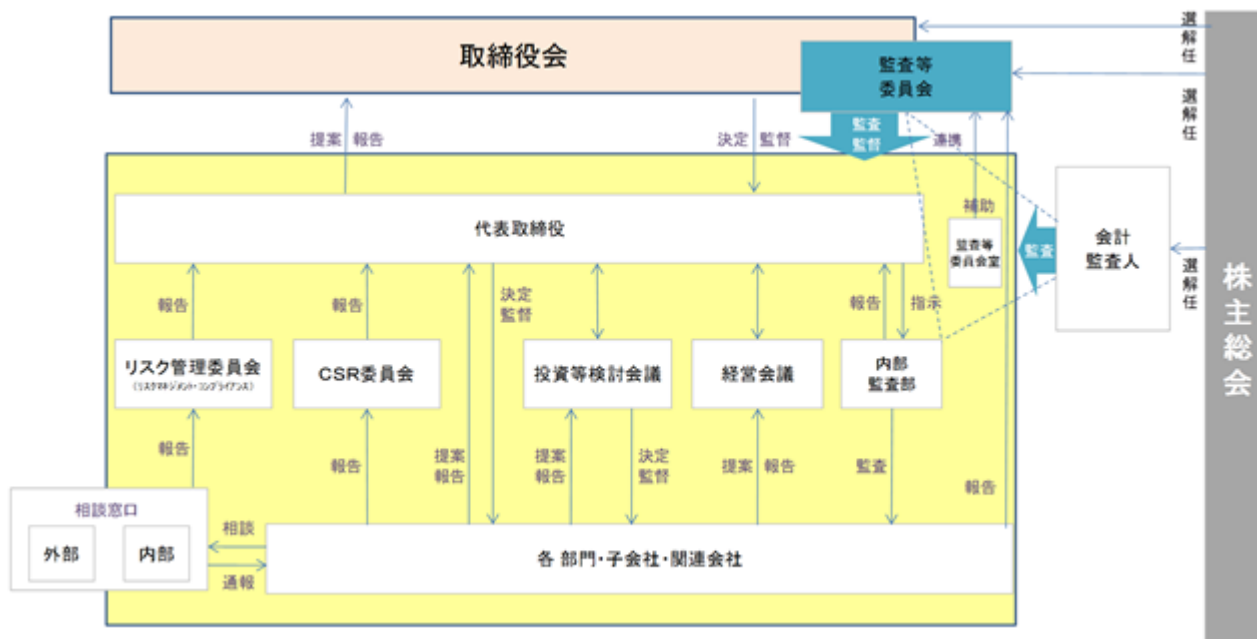 取締役会
監査等
委員会
選
解
任
選
解
任
提案
報告
決定
監督
監査
監督
連携
代表取締役
補助
監査等
委員会室
監査
会計
監査人
選
解
任
株
主
総
会
報告
報告
決定
監督
報告
指示
リスク管理委員会
(リスクマネジメント・コンプライアンス)
CSR委員会
投資等検討会議
経営会議
内部
監査部
報告
報告
提案
報告
提案
報告
決定
監督
提案
報告
監査
報告
相談窓口
外部
内部
相談
通報
各 部門・子会社・関連会社